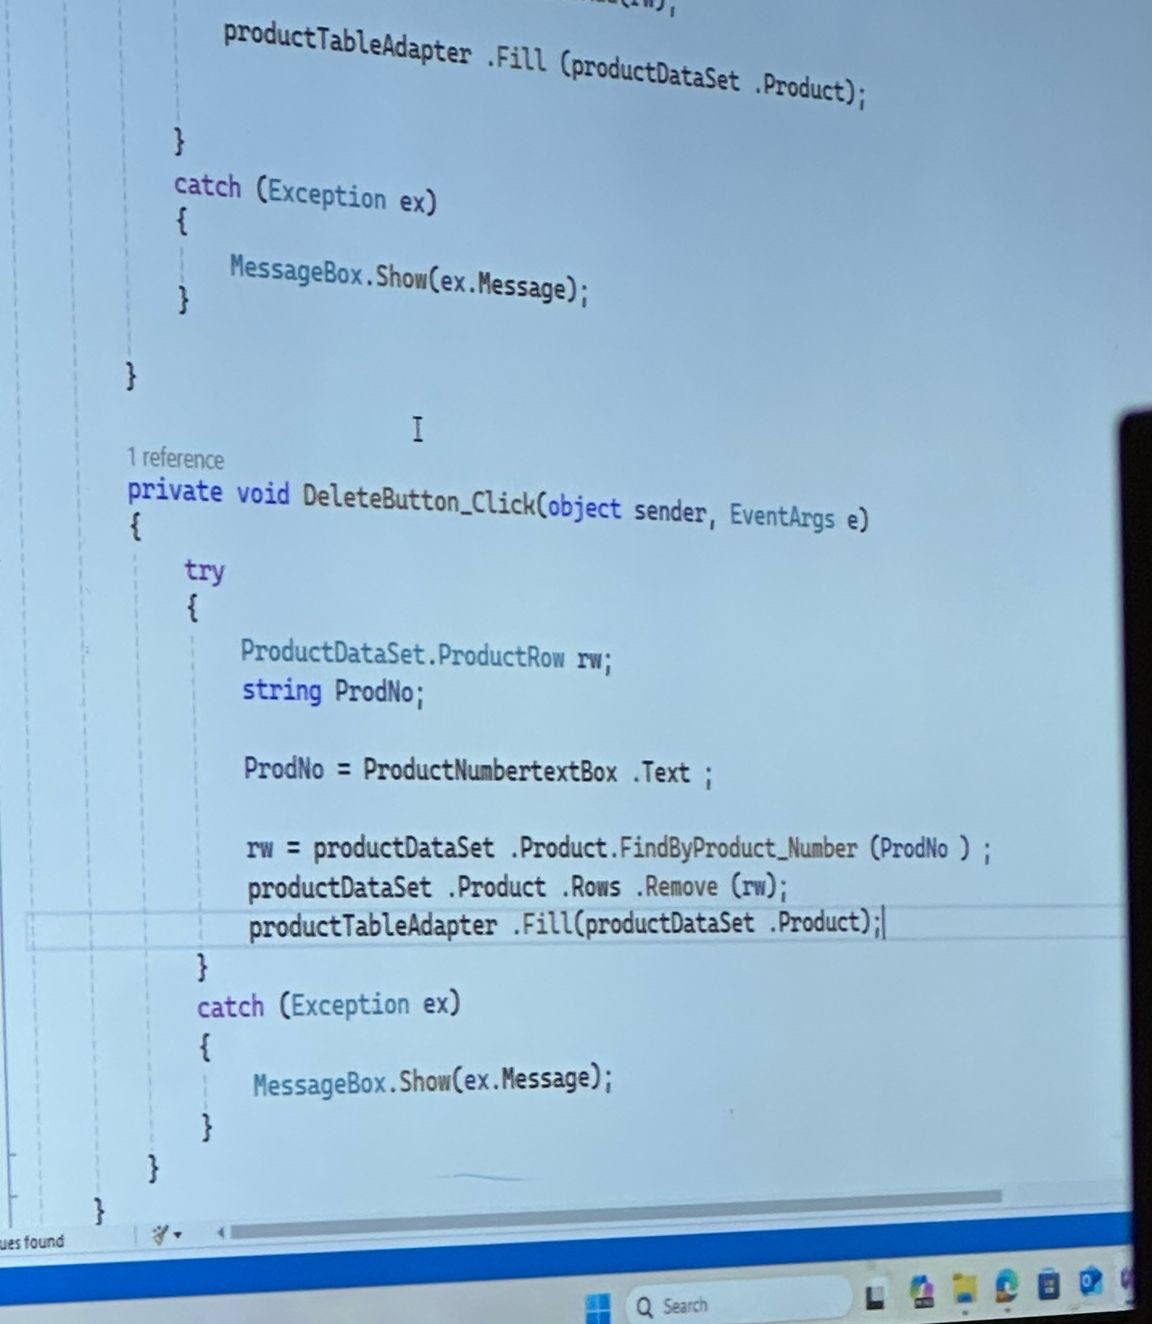 productTableAdapter .Fill (productDataSet .Product);
}
catch (Exception ex)
{
MessageBox.Show(ex.Message);
}
}
1 reference
private void DeleteButton_Click(object sender, EventArgs e)
{
try
{
ProductDataSet.ProductRow rw;
string ProdNo;
ProdNo = ProductNumbertextBox .Text ;
rw = productDataSet .Product.FindByProduct_Number (ProdNo ) ;
productDataSet .Product .Rows .Remove (rw);
productTableAdapter .Fill(productDataSet .Product);
}
catch (Exception ex)
{
MessageBox.Show(ex.Message);
}
}
}
ues found
Search